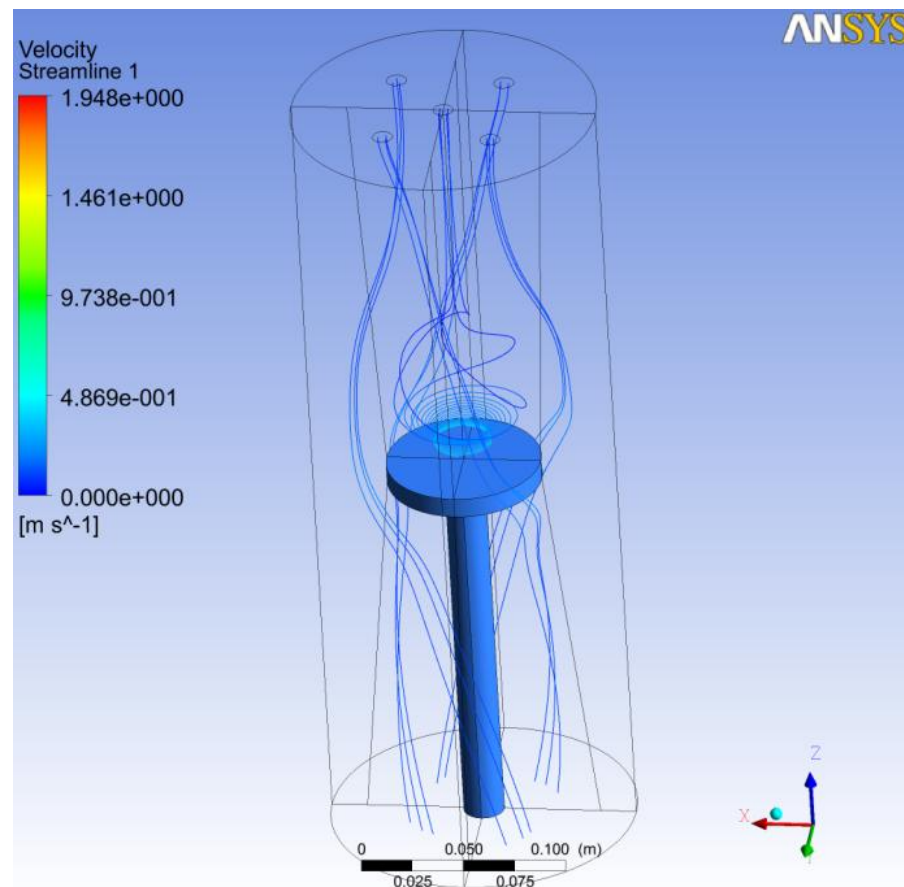 ANSYS
Velocity
Streamline 1
1.948e+000
1.461e+000
9.738e-001
4.869e-001
0.000e+000
[m s^-1]
Z
X
0 0.050 0.100 (m)
0.025 0.075